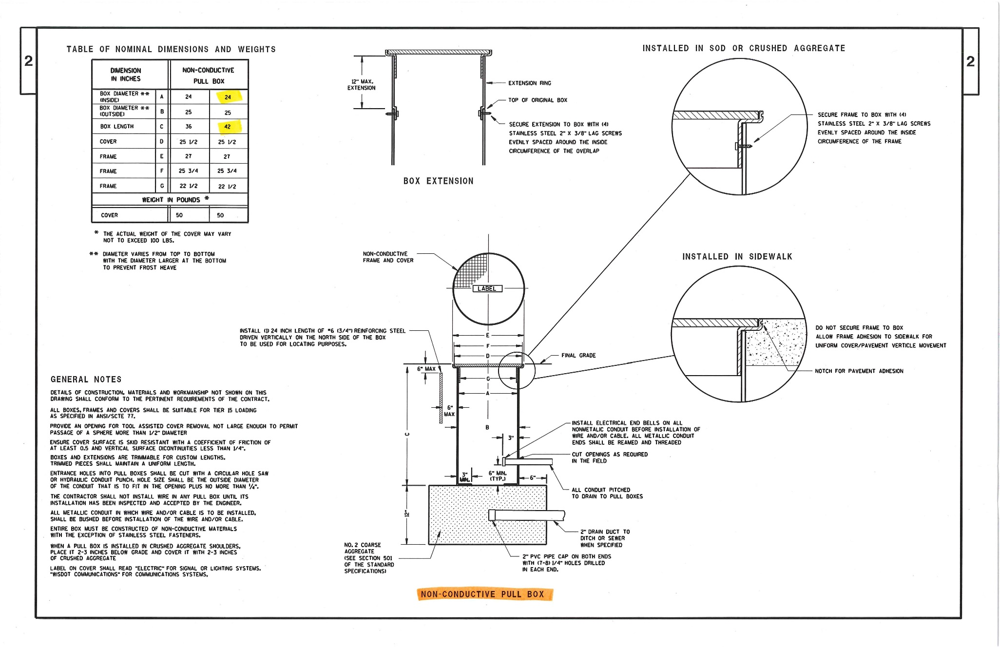 2
2
TABLE OF NOMINAL DIMENSIONS AND WEIGHTS
DIMENSION
IN INCHES
NON-CONDUCTIVE
PULL BOX
BOX DIAMETER **
(INSIDE)
A 24 24
BOX DIAMETER **
(OUTSIDE)
B 25 25
BOX LENGTH C 36 42
COVER D 25 1/2 25 1/2
FRAME E 27 27
FRAME F 25 3/4 25 3/4
FRAME G 22 1/2 22 1/2
WEIGHT IN POUNDS *
COVER 50 50
* THE ACTUAL WEIGHT OF THE COVER MAY VARY
NOT TO EXCEED 100 LBS.
** DIAMETER VARIES FROM TOP TO BOTTOM
WITH THE DIAMETER LARGER AT THE BOTTOM
TO PREVENT FROST HEAVE
12" MAX.
EXTENSION
EXTENSION RING
TOP OF ORIGINAL BOX
SECURE EXTENSION TO BOX WITH (4)
STAINLESS STEEL 2" X 3/8" LAG SCREWS
EVENLY SPACED AROUND THE INSIDE
CIRCUMFERENCE OF THE OVERLAP
BOX EXTENSION
INSTALLED IN SOD OR CRUSHED AGGREGATE
SECURE FRAME TO BOX WITH (4)
STAINLESS STEEL 2" X 3/8" LAG SCREWS
EVENLY SPACED AROUND THE INSIDE
CIRCUMFERENCE OF THE FRAME
INSTALLED IN SIDEWALK
DO NOT SECURE FRAME TO BOX
ALLOW FRAME ADHESION TO SIDEWALK FOR
UNIFORM COVER/PAVEMENT VERTICLE MOVEMENT
NOTCH FOR PAVEMENT ADHESION
NON-CONDUCTIVE
FRAME AND COVER
LABEL
INSTALL (1) 24 INCH LENGTH OF #6 (3/4") REINFORCING STEEL
DRIVEN VERTICALLY ON THE NORTH SIDE OF THE BOX
TO BE USED FOR LOCATING PURPOSES.
E
F
D
FINAL GRADE
6" MAX
G
A
6"
MAX
C
B
3"
INSTALL ELECTRICAL END BELLS ON ALL
NONMETALIC CONDUIT BEFORE INSTALLATION OF
WIRE AND/OR CABLE. ALL METALLIC CONDUIT
ENDS SHALL BE REAMED AND THREADED
CUT OPENINGS AS REQUIRED
IN THE FIELD
3"
MIN.
6" MIN.
(TYP.)
6"
ALL CONDUIT PITCHED
TO DRAIN TO PULL BOXES
12"
2" DRAIN DUCT TO
DITCH OR SEWER
WHEN SPECIFIED
NO. 2 COARSE
AGGREGATE
(SEE SECTION 501
OF THE STANDARD
SPECIFICATIONS)
2" PVC PIPE CAP ON BOTH ENDS
WITH (7-8) 1/4" HOLES DRILLED
IN EACH END.
NON-CONDUCTIVE PULL BOX
GENERAL NOTES
DETAILS OF CONSTRUCTION, MATERIALS AND WORKMANSHIP NOT SHOWN ON THIS
DRAWING SHALL CONFORM TO THE PERTINENT REQUIREMENTS OF THE CONTRACT.
ALL BOXES, FRAMES AND COVERS SHALL BE SUITABLE FOR TIER 15 LOADING
AS SPECIFIED IN ANSI/SCTE 77.
PROVIDE AN OPENING FOR TOOL ASSISTED COVER REMOVAL NOT LARGE ENOUGH TO PERMIT
PASSAGE OF A SPHERE MORE THAN 1/2" DIAMETER
ENSURE COVER SURFACE IS SKID RESISTANT WITH A COEFFICIENT OF FRICTION OF
AT LEAST 0.5 AND VERTICAL SURFACE DICONTINUITIES LESS THAN 1/4".
BOXES AND EXTENSIONS ARE TRIMMABLE FOR CUSTOM LENGTHS.
TRIMMED PIECES SHALL MAINTAIN A UNIFORM LENGTH.
ENTRANCE HOLES INTO PULL BOXES SHALL BE CUT WITH A CIRCULAR HOLE SAW
OR HYDRAULIC CONDUIT PUNCH. HOLE SIZE SHALL BE THE OUTSIDE DIAMETER
OF THE CONDUIT THAT IS TO FIT IN THE OPENING PLUS NO MORE THAN 1/4".
THE CONTRACTOR SHALL NOT INSTALL WIRE IN ANY PULL BOX UNTIL ITS
INSTALLATION HAS BEEN INSPECTED AND ACCEPTED BY THE ENGINEER.
ALL METALLIC CONDUIT IN WHICH WIRE AND/OR CABLE IS TO BE INSTALLED,
SHALL BE BUSHED BEFORE INSTALLATION OF THE WIRE AND/OR CABLE.
ENTIRE BOX MUST BE CONSTRUCTED OF NON-CONDUCTIVE MATERIALS
WITH THE EXCEPTION OF STAINLESS STEEL FASTENERS.
WHEN A PULL BOX IS INSTALLED IN CRUSHED AGGREGATE SHOULDERS,
PLACE IT 2-3 INCHES BELOW GRADE AND COVER IT WITH 2-3 INCHES
OF CRUSHED AGGREGATE
LABEL ON COVER SHALL READ "ELECTRIC" FOR SIGNAL OR LIGHTING SYSTEMS.
"WISDOT COMMUNICATIONS" FOR COMMUNICATIONS SYSTEMS.